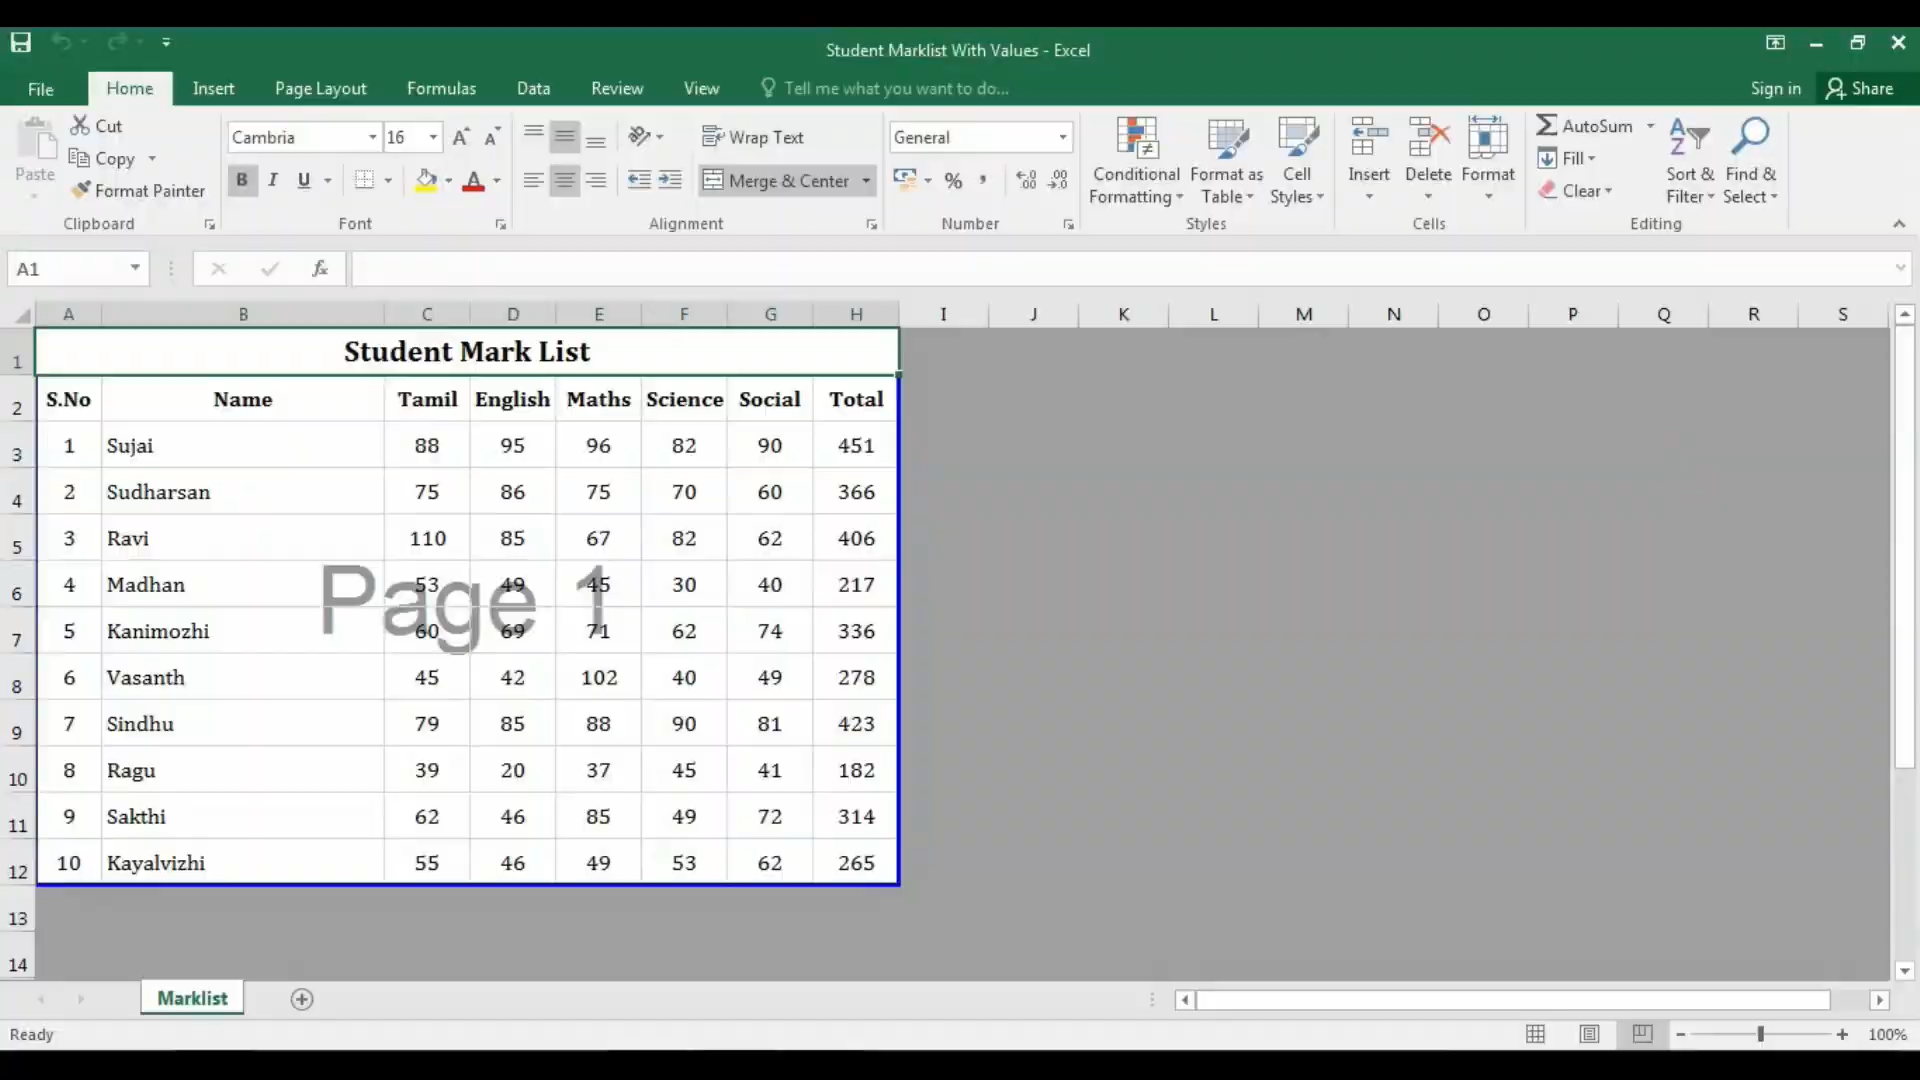 Student Marklist With Values - Excel
File Home Insert Page Layout Formulas Data Review View Tell me what you want to do... Sign in Share
Paste Cut Copy Format Painter Clipboard
Cambria 16 B I U A Font
Wrap Text Merge & Center Alignment
General % , Number
Conditional Formatting Format as Table Cell Styles Styles
Insert Delete Format Cells
AutoSum Fill Clear Sort & Filter Find & Select Editing
A1 fx
A B C D E F G H I J K L M N O P Q R S
1 Student Mark List
2 S.No Name Tamil English Maths Science Social Total
3 1 Sujai 88 95 96 82 90 451
4 2 Sudharsan 75 86 75 70 60 366
5 3 Ravi 110 85 67 82 62 406
6 4 Madhan 53 49 45 30 40 217
Page 1
7 5 Kanimozhi 60 69 71 62 74 336
8 6 Vasanth 45 42 102 40 49 278
9 7 Sindhu 79 85 88 90 81 423
10 8 Ragu 39 20 37 45 41 182
11 9 Sakthi 62 46 85 49 72 314
12 10 Kayalvizhi 55 46 49 53 62 265
13
14
Marklist
Ready 100%